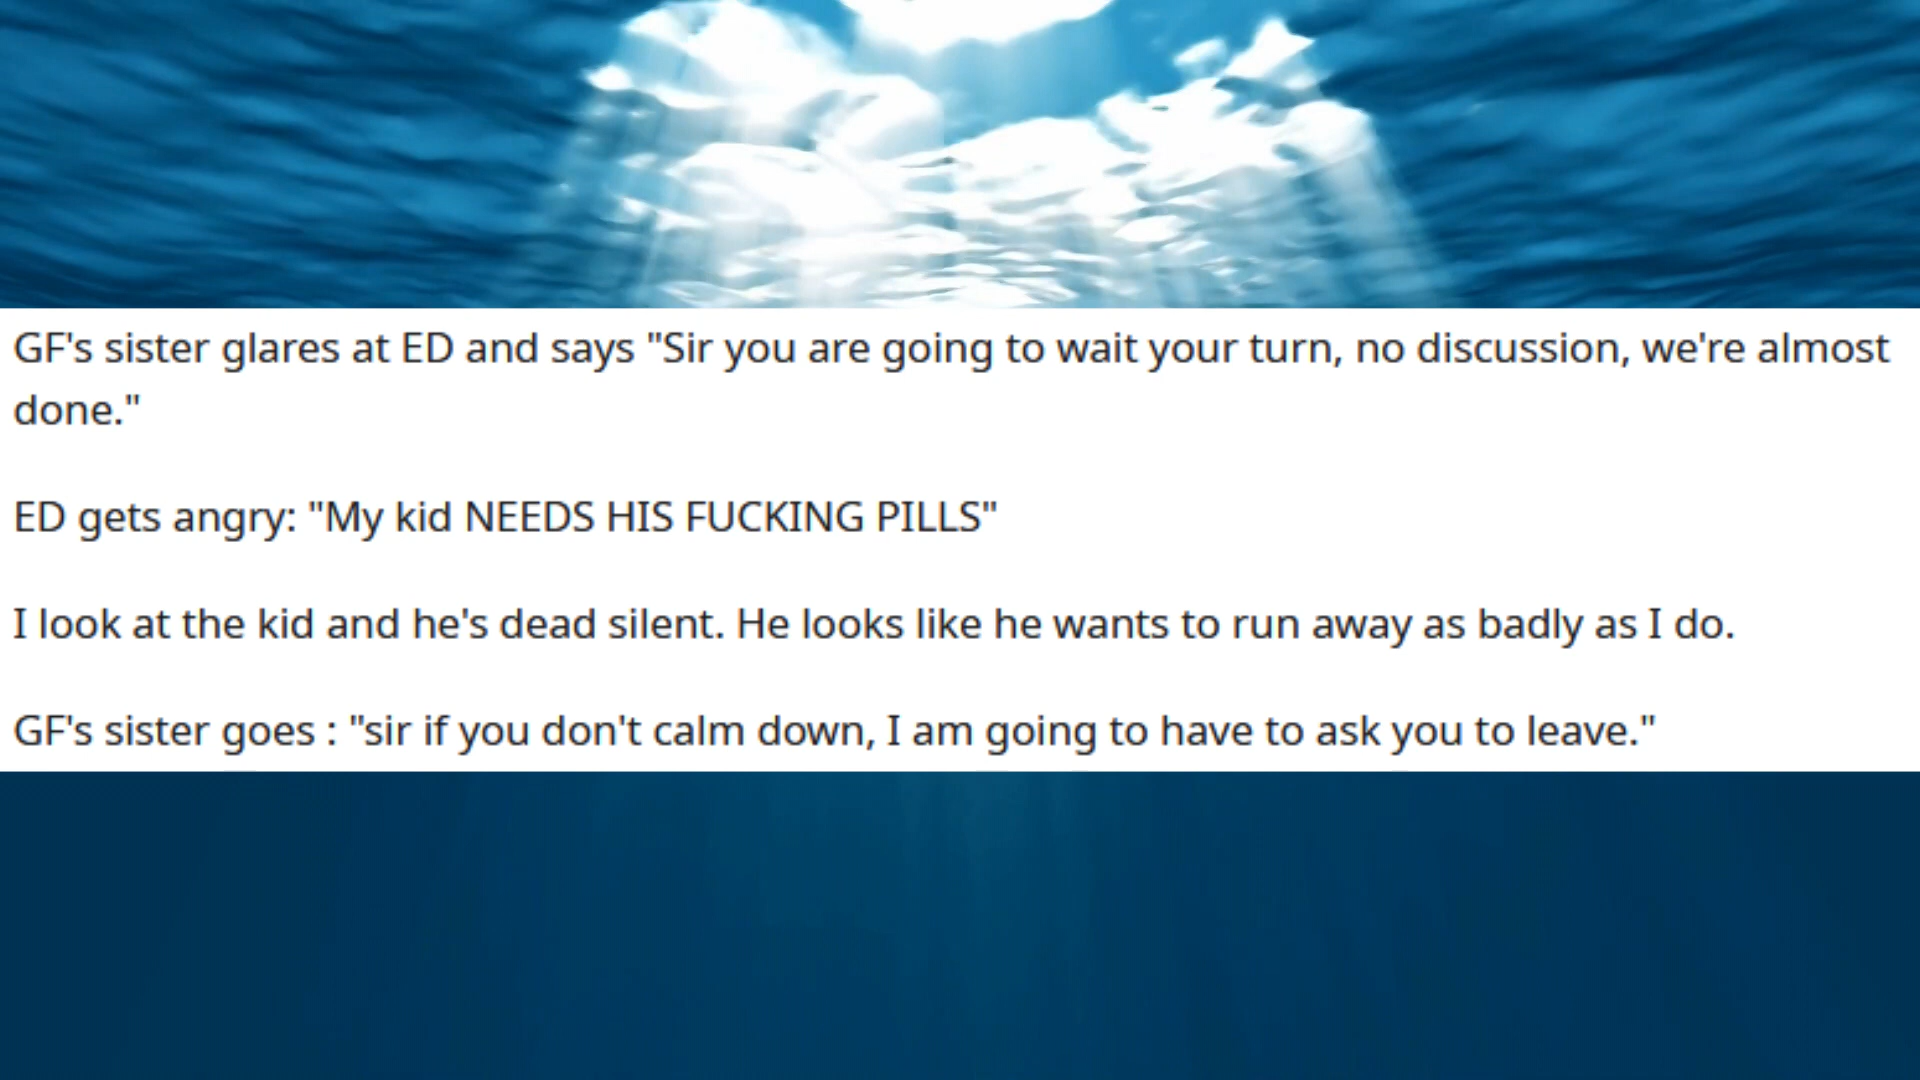 GF's sister glares at ED and says "Sir you are going to wait your turn, no discussion, we're almost
done."
ED gets angry: "My kid NEEDS HIS FUCKING PILLS"
I look at the kid and he's dead silent. He looks like he wants to run away as badly as I do.
GF's sister goes : "sir if you don't calm down, I am going to have to ask you to leave."